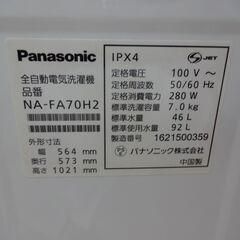 Panasonic
全自動電気洗濯機
品番
NA-FA70H2
外形寸法
幅 564 mm
奥行 573 mm
高さ 1021 mm
IPX4
JET
定格電圧 100 V～
定格周波数 50/60 Hz
定格消費電力 280 W
標準洗濯容量 7.0 kg
標準水量 46 L
標準使用水量 92 L
製造番号 1621500359
パナソニック株式会社
中国製